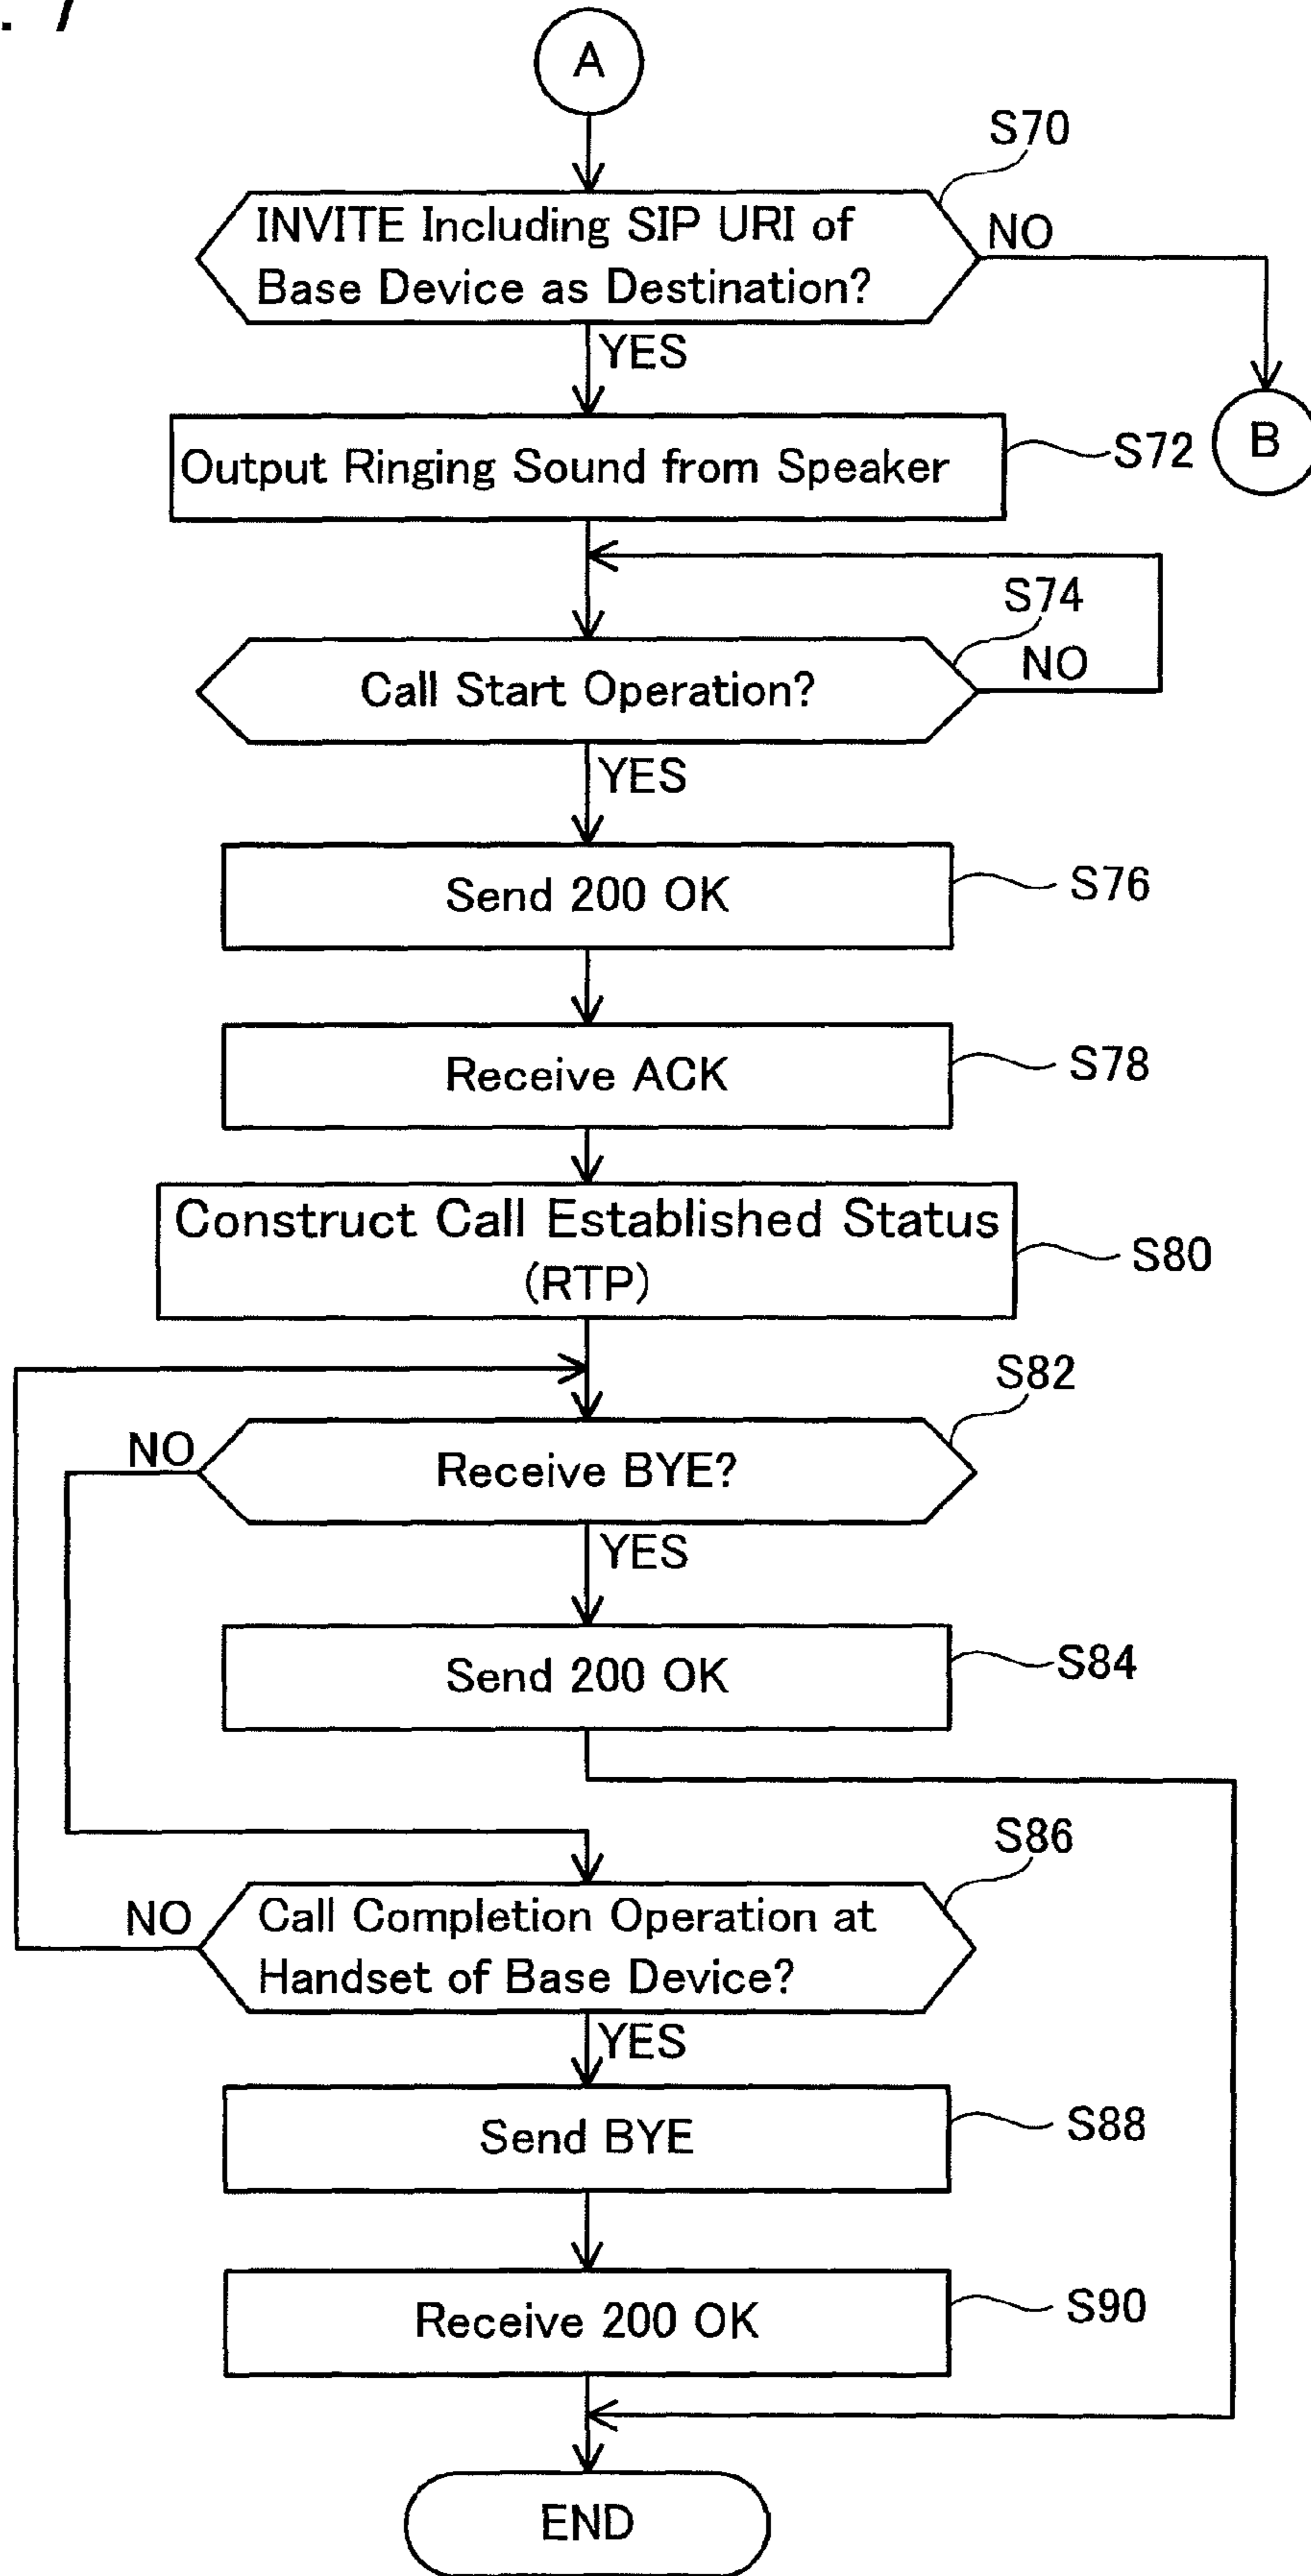 . 7
A
S70
INVITE Including SIP URI of
Base Device as Destination?
NO
YES
B
Output Ringing Sound from Speaker
S72
S74
Call Start Operation?
NO
YES
Send 200 OK
S76
Receive ACK
S78
Construct Call Established Status
(RTP)
S80
S82
NO
Receive BYE?
YES
Send 200 OK
S84
S86
NO
Call Completion Operation at
Handset of Base Device?
YES
Send BYE
S88
Receive 200 OK
S90
END